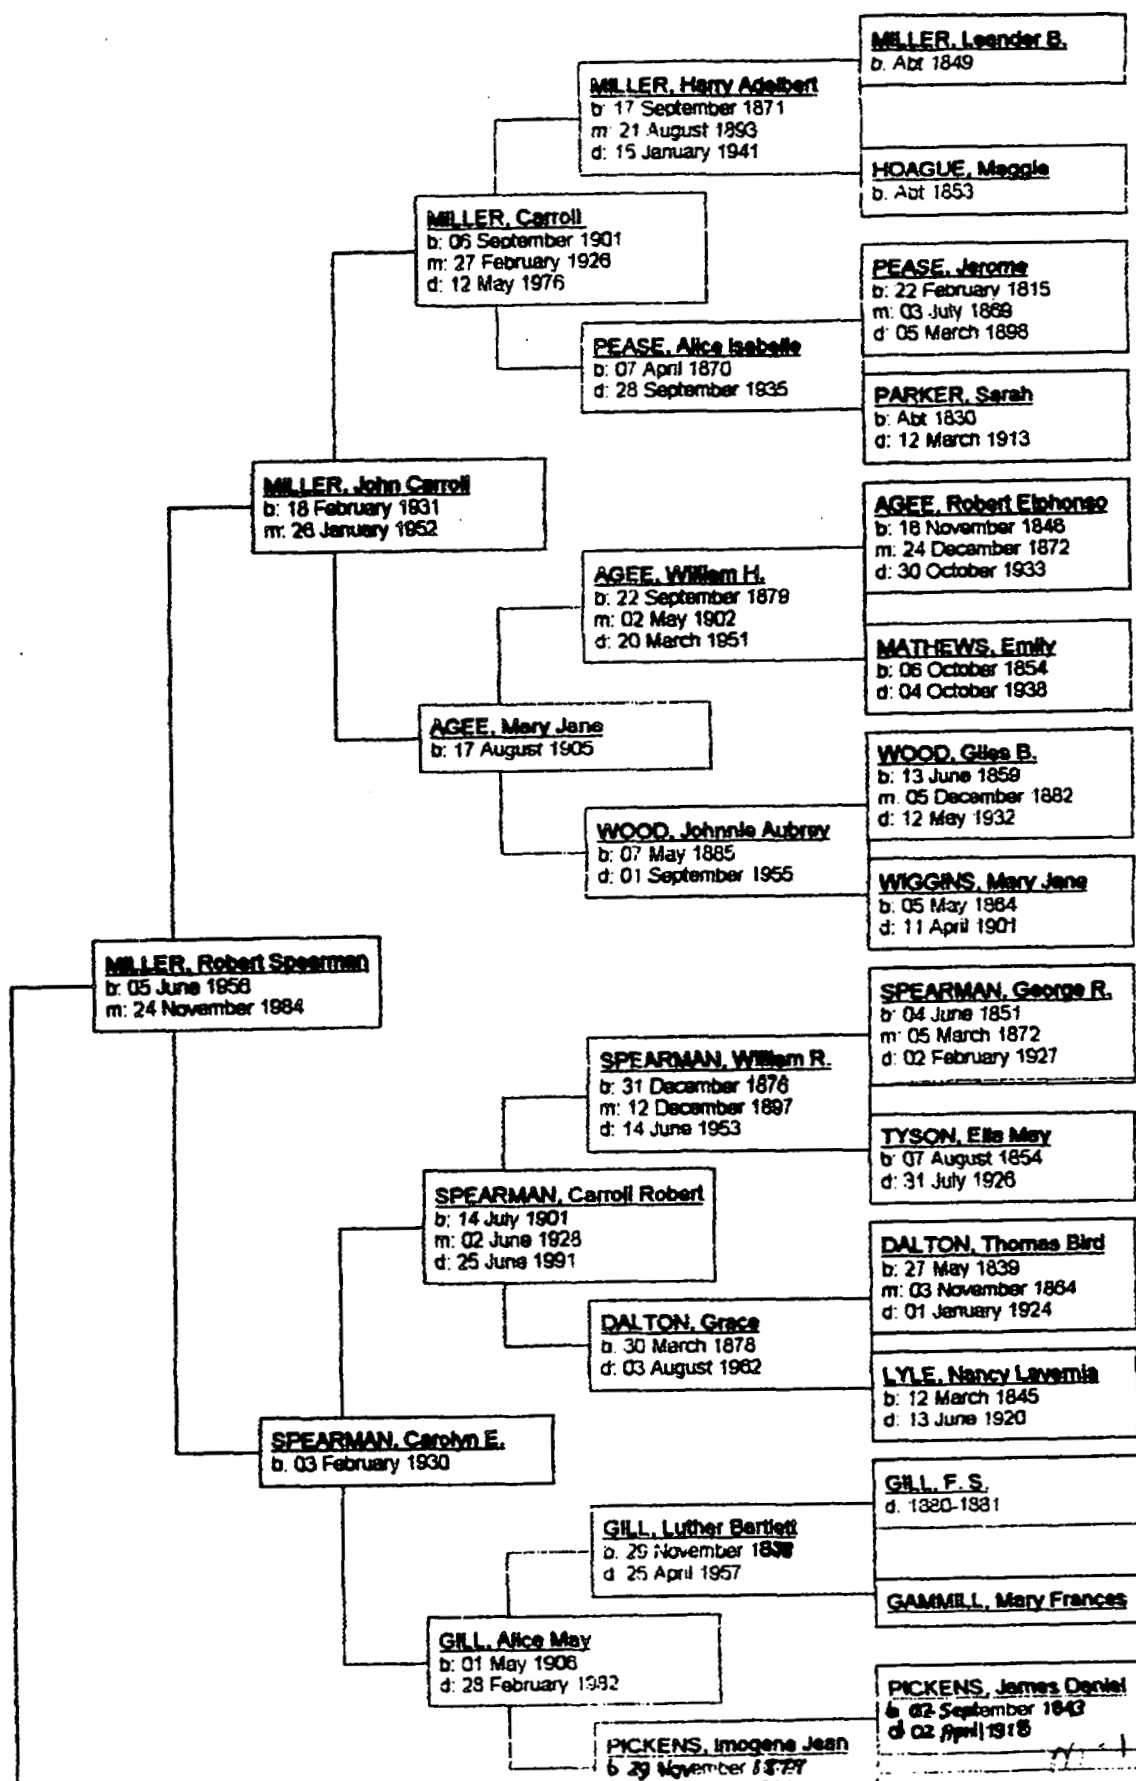 MILLER, Leander B.
b. Abt 1849
MILLER, Harry Adelbert
b: 17 September 1871
m: 21 August 1893
d: 15 January 1941
HOAGUE, Maggie
b. Abt 1853
MILLER, Carroll
b: 06 September 1901
m: 27 February 1926
d: 12 May 1976
PEASE, Jerome
b: 22 February 1815
m: 03 July 1869
d: 05 March 1898
PEASE, Alice Isabelle
b: 07 April 1870
d: 28 September 1935
PARKER, Sarah
b: Abt 1830
d: 12 March 1913
MILLER, John Carroll
b: 18 February 1931
m: 26 January 1952
AGEE, Robert Elphonso
b: 18 November 1848
m: 24 December 1872
d: 30 October 1933
AGEE, William H.
b: 22 September 1879
m: 02 May 1902
d: 20 March 1951
MATHEWS, Emily
b: 06 October 1854
d: 04 October 1938
AGEE, Mary Jane
b: 17 August 1905
WOOD, Giles B.
b: 13 June 1859
m. 05 December 1882
d: 12 May 1932
WOOD, Johnnie Aubrey
b: 07 May 1885
d: 01 September 1955
WIGGINS, Mary Jane
b: 05 May 1864
d: 11 April 1901
MILLER, Robert Spearman
b: 05 June 1956
m: 24 November 1984
SPEARMAN, George R.
b: 04 June 1851
m: 05 March 1872
d: 02 February 1927
SPEARMAN, William R.
b: 31 December 1876
m: 12 December 1897
d: 14 June 1953
TYSON, Ella May
b: 07 August 1854
d: 31 July 1926
SPEARMAN, Carroll Robert
b: 14 July 1901
m: 02 June 1928
d: 25 June 1991
DALTON, Thomas Bird
b: 27 May 1839
m: 03 November 1864
d: 01 January 1924
DALTON, Grace
b. 30 March 1878
d: 03 August 1962
LYLE, Nancy Lavernia
b: 12 March 1845
d: 13 June 1920
SPEARMAN, Carolyn E.
b. 03 February 1930
GILL, F. S.
d. 1880-1881
GILL, Luther Bartlett
b. 29 November
d 25 April 1957
GAMMILL, Mary Frances
GILL, Alice May
b: 01 May 1906
d: 28 February 1982
PICKENS, James Daniel
b 02 September 1843
d 02 April 1918
PICKENS, Imogene Jean
b 29 November 1879